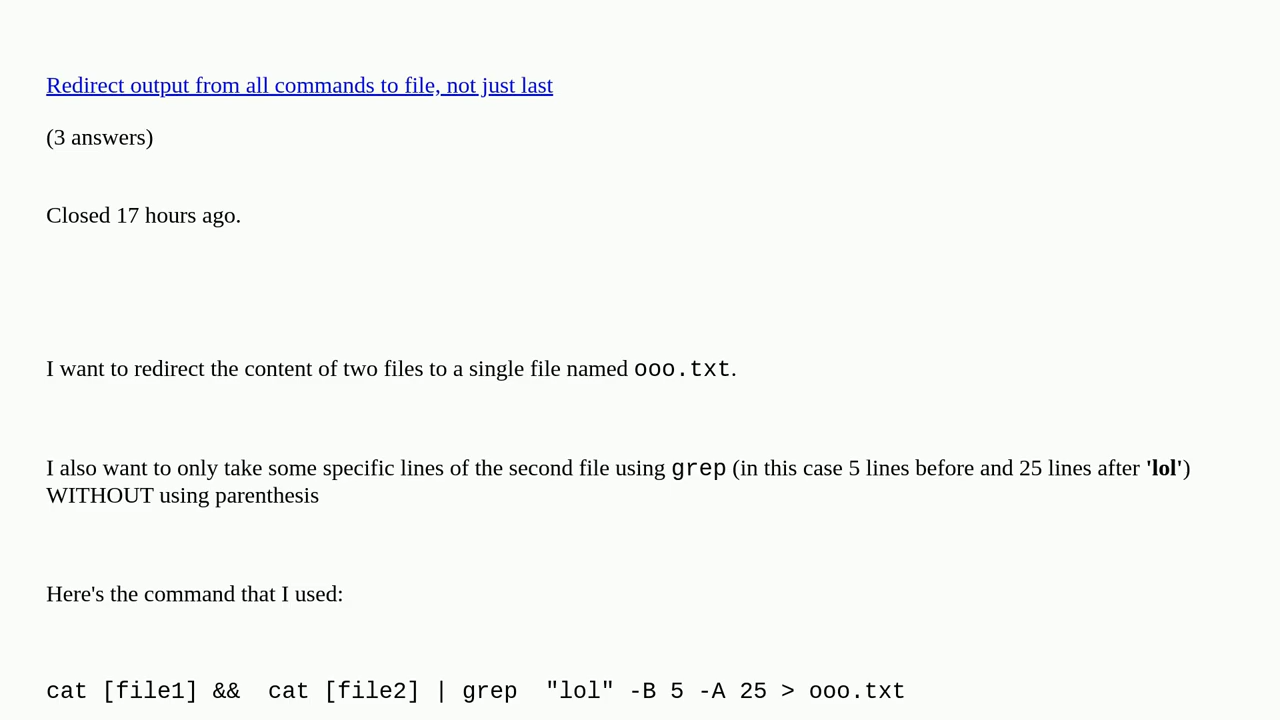 Redirect output from all commands to file, not just last
(3 answers)
Closed 17 hours ago.
I want to redirect the content of two files to a single file named ooo.txt.
I also want to only take some specific lines of the second file using grep (in this case 5 lines before and 25 lines after 'lol')
WITHOUT using parenthesis
Here's the command that I used:
cat [file1] &&  cat [file2] | grep  "lol" -B 5 -A 25 > ooo.txt